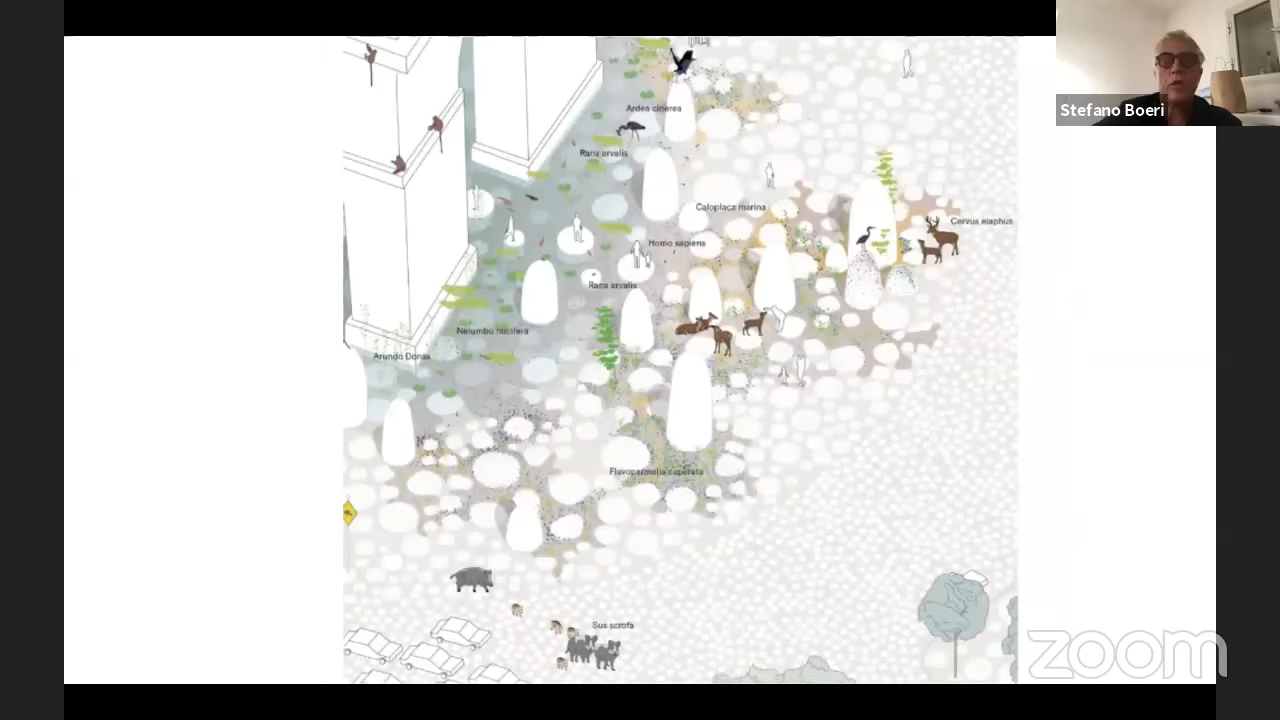 Stefano Boeri
Ardea cinerea
Rana arvalis
Caloplaca marina
Cervus elaphus
Homo sapiens
Rana arvalis
Nelumbo nucifera
Arundo Donax
Flavoparmelia caperata
Sus scrofa
zoom